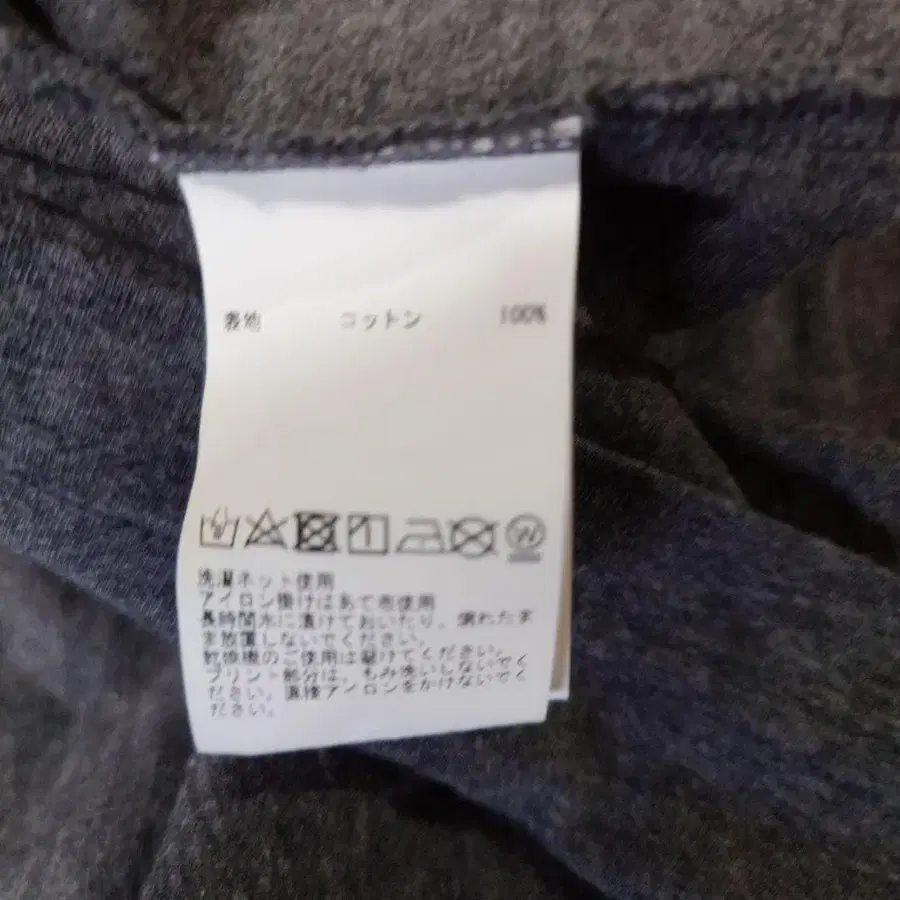 表地 コットン 100%
洗濯ネット使用
アイロン掛けはあて布使用
長時間水に漬けておいたり、濡れたま
ま放置しないでください。
乾燥機のご使用は避けてください。
プリント部分は、もみ洗いしないでく
ださい。直接アイロンをかけないで
ください。